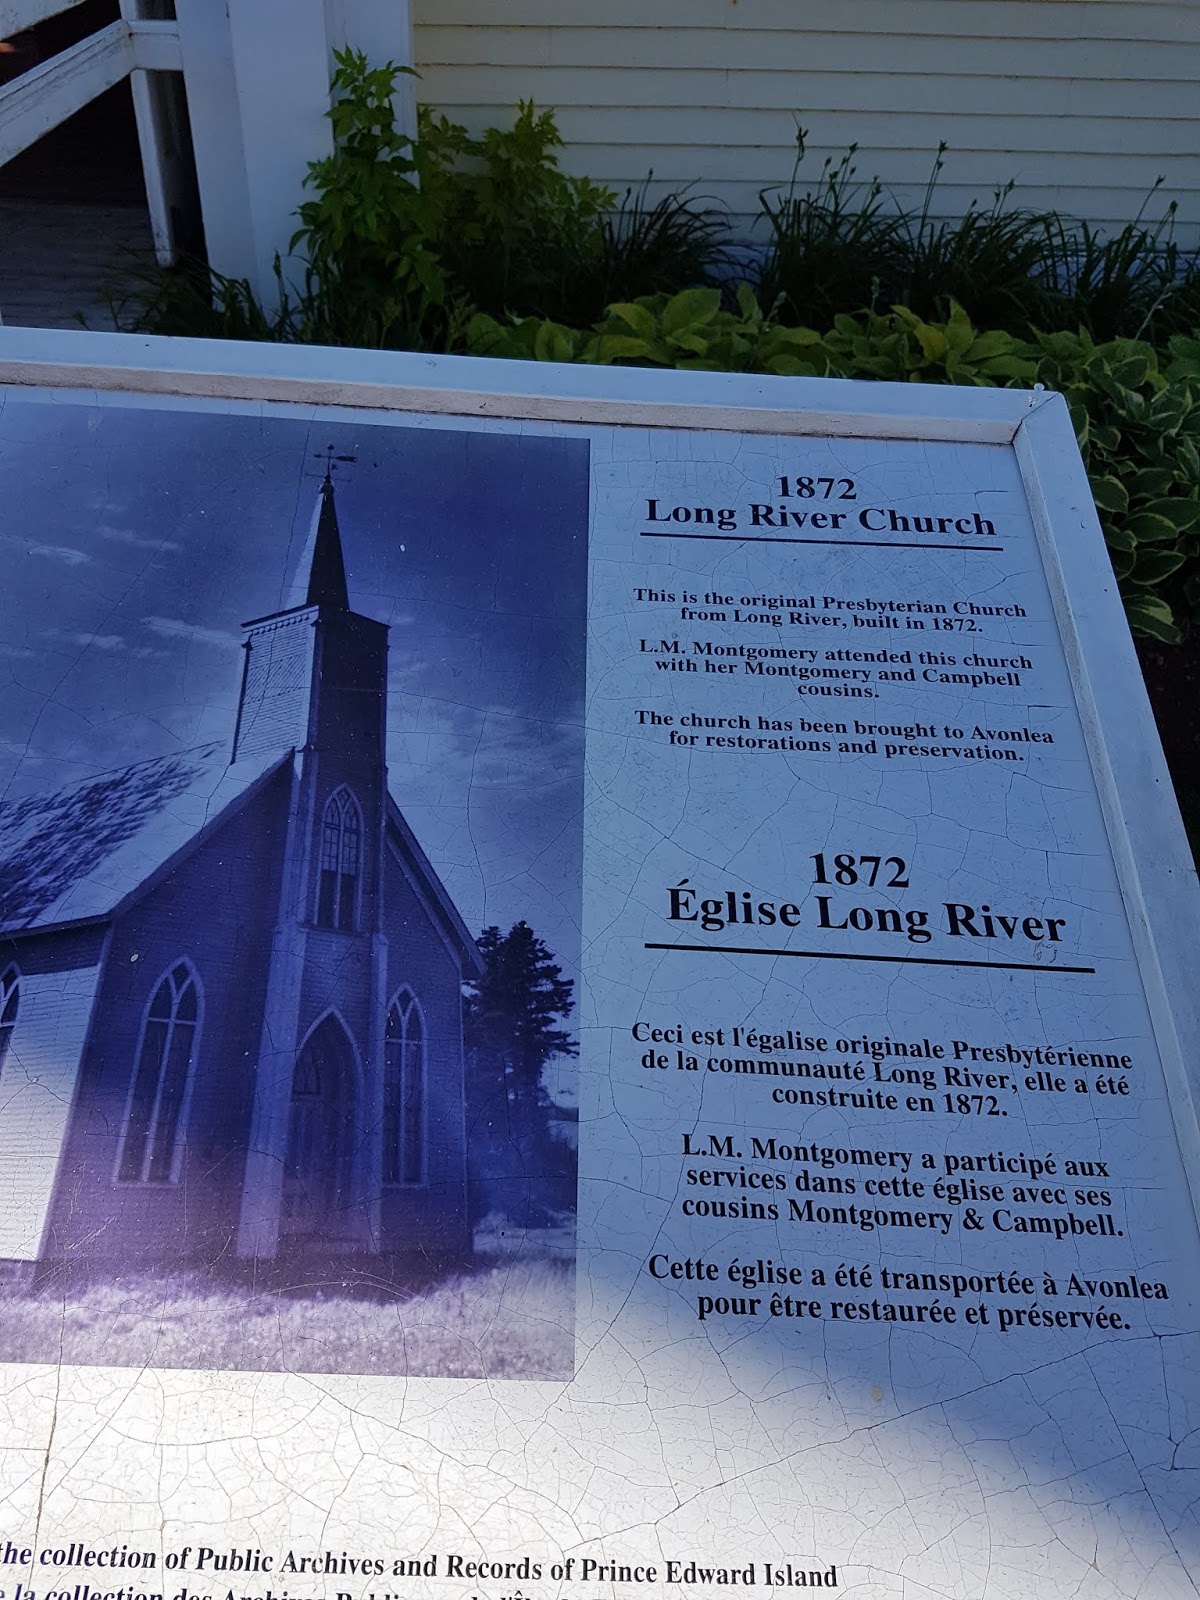 1872
Long River Church
This is the original Presbyterian Church
from Long River, built in 1872.
L.M. Montgomery attended this church
with her Montgomery and Campbell
cousins.
The church has been brought to Avonlea
for restorations and preservation.
1872
Église Long River
Ceci est l'égalise originale Presbytérienne
de la communauté Long River, elle a été
construite en 1872.
L.M. Montgomery a participé aux
services dans cette église avec ses
cousins Montgomery & Campbell.
Cette église a été transportée à Avonlea
pour être restaurée et préservée.
the collection of Public Archives and Records of Prince Edward Island
la collection des Archives